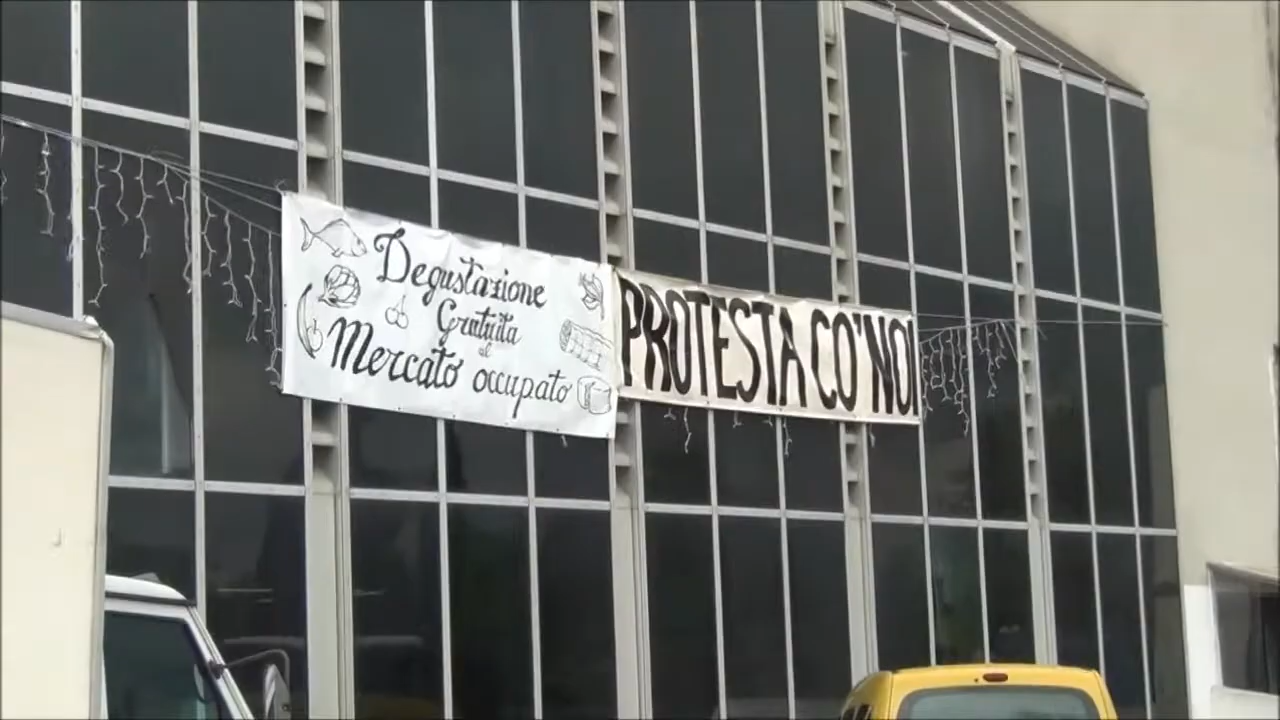 Degustazione
Gratuita
al
Mercato occupato
PROTESTA CO' NOI